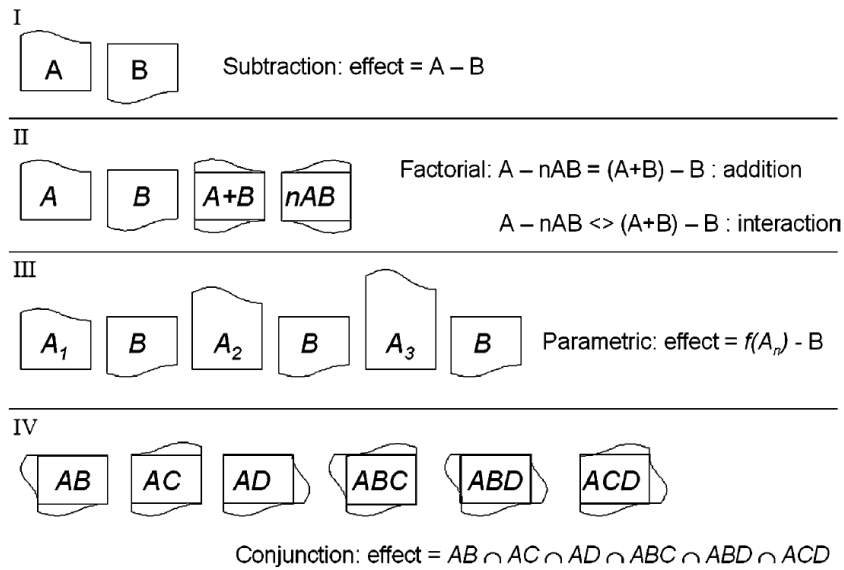 I
A B Subtraction: effect = A – B
II
A B A+B nAB Factorial: A – nAB = (A+B) – B : addition
A – nAB <> (A+B) – B : interaction
III
A₁ B A₂ B A₃ B Parametric: effect = f(Aₙ) - B
IV
AB AC AD ABC ABD ACD
Conjunction: effect = AB ∩ AC ∩ AD ∩ ABC ∩ ABD ∩ ACD